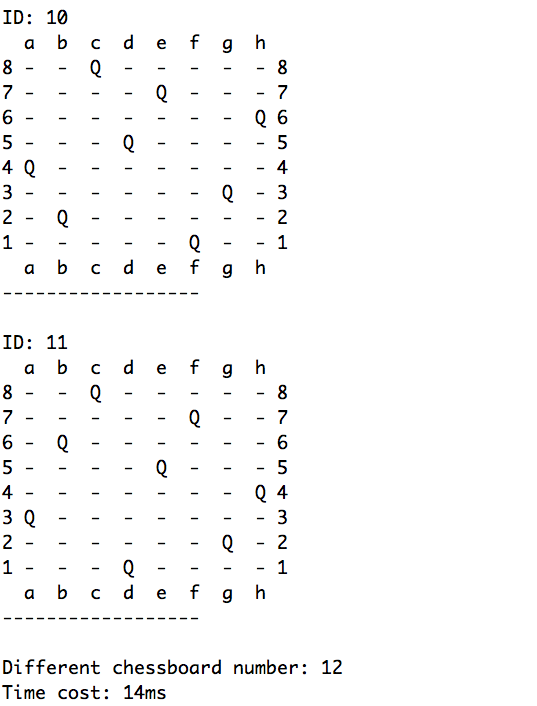 ID: 10
  a  b  c  d  e  f  g  h
8 -  -  Q  -  -  -  -  - 8
7 -  -  -  -  Q  -  -  - 7
6 -  -  -  -  -  -  -  Q 6
5 -  -  -  Q  -  -  -  - 5
4 Q  -  -  -  -  -  -  - 4
3 -  -  -  -  -  -  Q  - 3
2 -  Q  -  -  -  -  -  - 2
1 -  -  -  -  -  Q  -  - 1
  a  b  c  d  e  f  g  h
------------------
ID: 11
  a  b  c  d  e  f  g  h
8 -  -  Q  -  -  -  -  - 8
7 -  -  -  -  -  Q  -  - 7
6 -  Q  -  -  -  -  -  - 6
5 -  -  -  -  Q  -  -  - 5
4 -  -  -  -  -  -  -  Q 4
3 Q  -  -  -  -  -  -  - 3
2 -  -  -  -  -  -  Q  - 2
1 -  -  -  Q  -  -  -  - 1
  a  b  c  d  e  f  g  h
------------------
Different chessboard number: 12
Time cost: 14ms